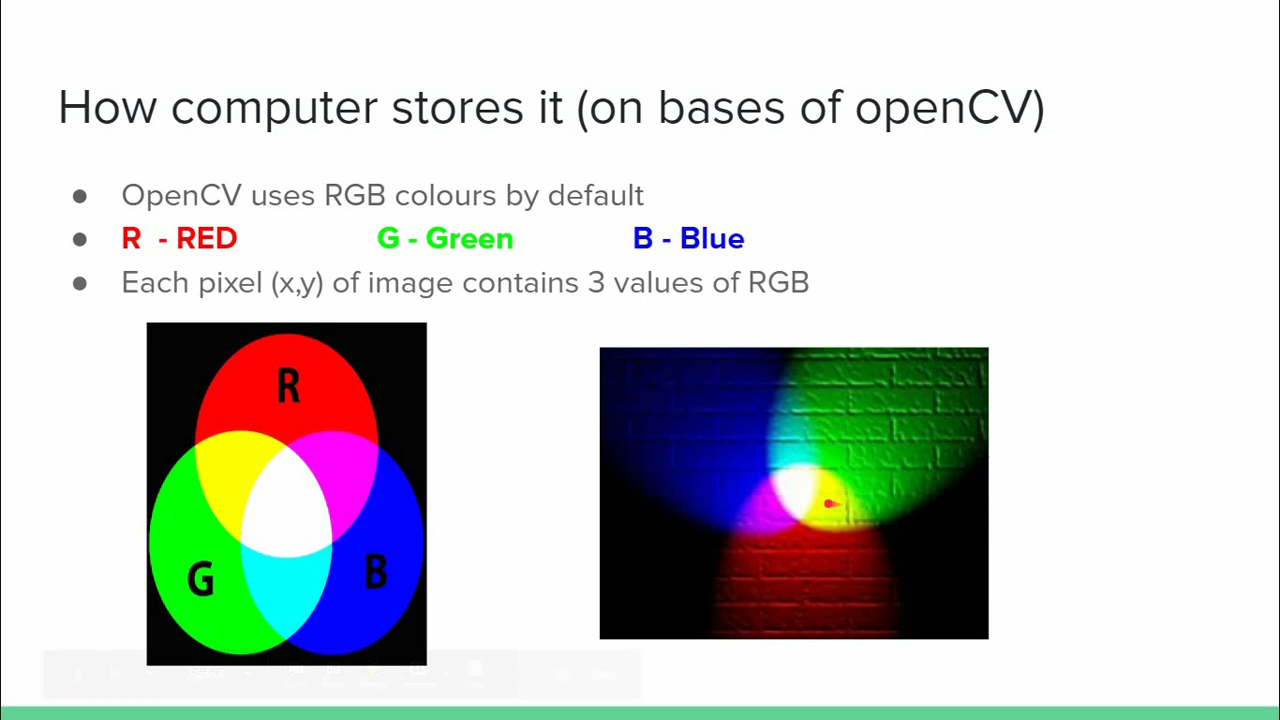 How computer stores it (on bases of openCV)
● OpenCV uses RGB colours by default
● R - RED G - Green B - Blue
● Each pixel (x,y) of image contains 3 values of RGB
R
G B